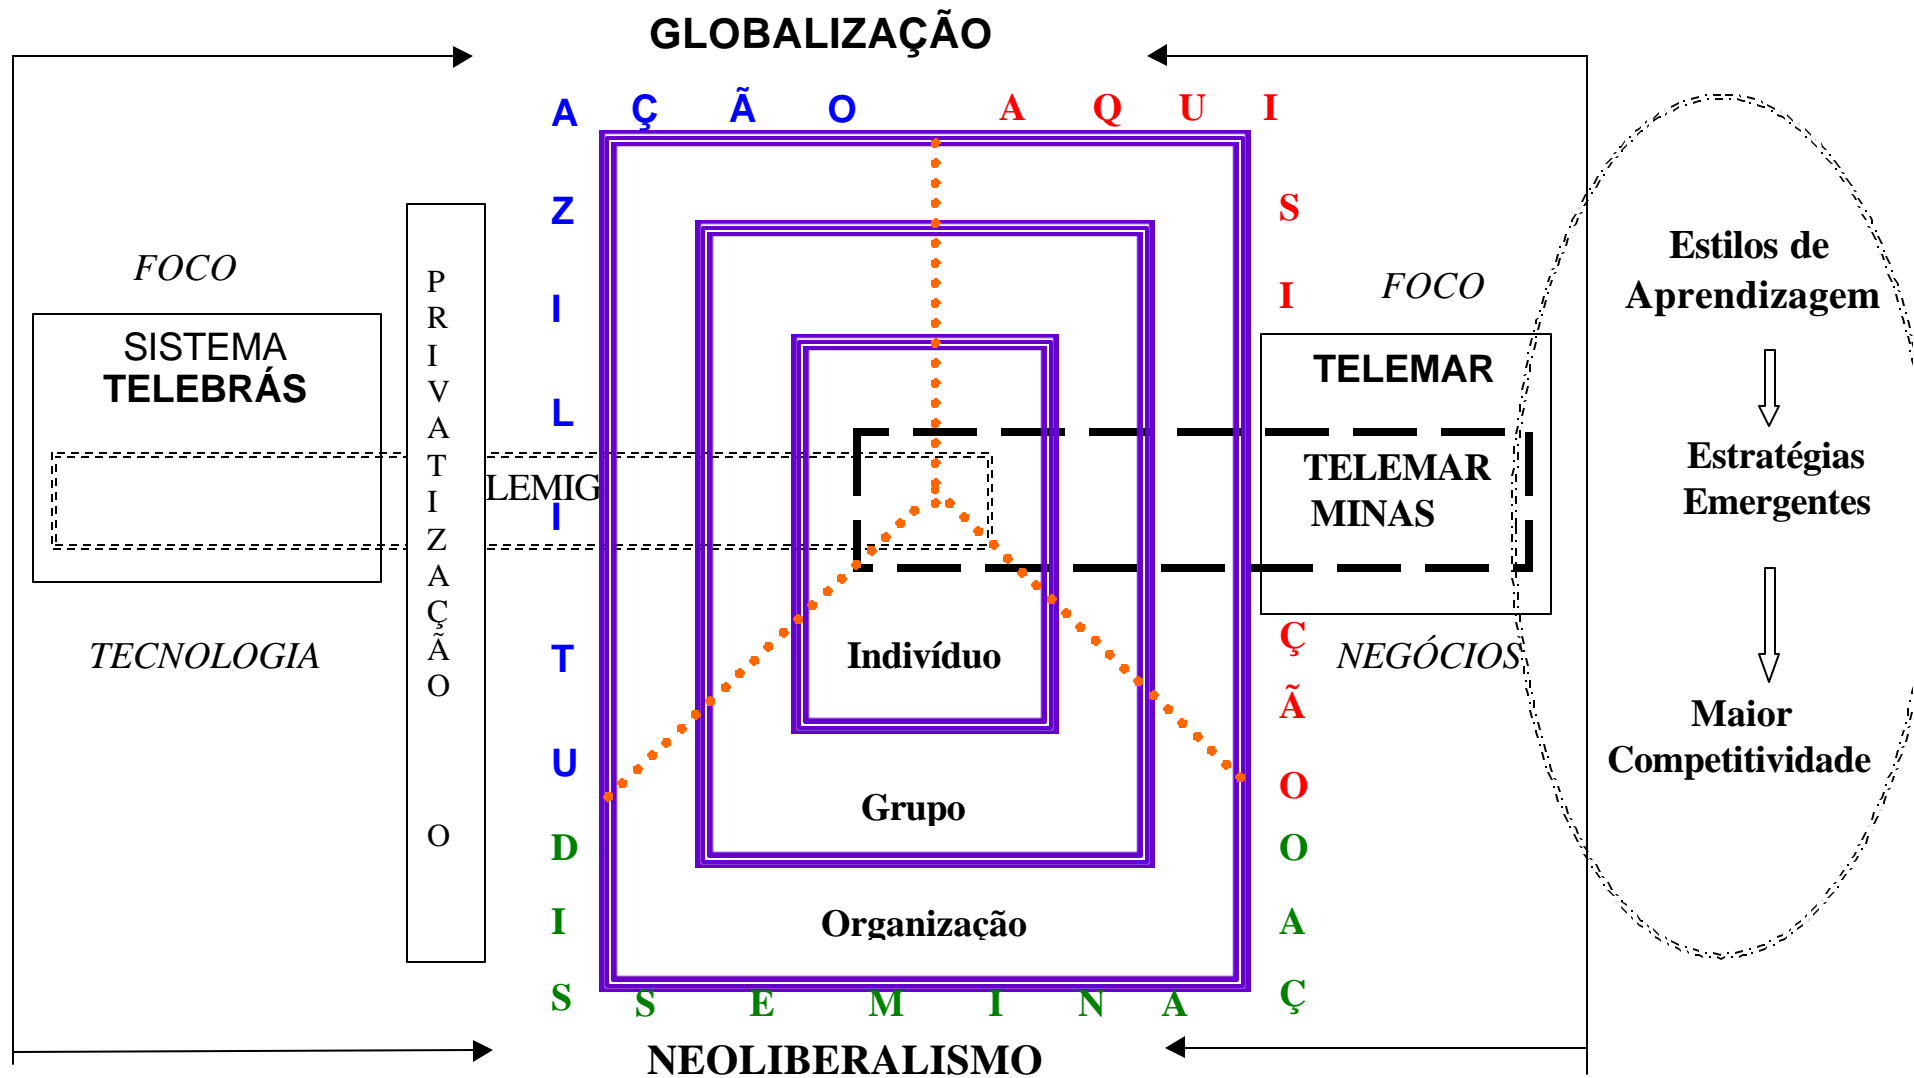 GLOBALIZAÇÃO
U T I L I Z A Ç Ã O
A Q U I S I Ç Ã O
D I S S E M I N A Ç A O
FOCO
SISTEMA
TELEBRÁS
TECNOLOGIA
PRIVATIZAÇÃO O
LEMIG
Indivíduo
Grupo
Organização
FOCO
TELEMAR
TELEMAR
MINAS
NEGÓCIOS
Estilos de
Aprendizagem
Estratégias
Emergentes
Maior
Competitividade
NEOLIBERALISMO